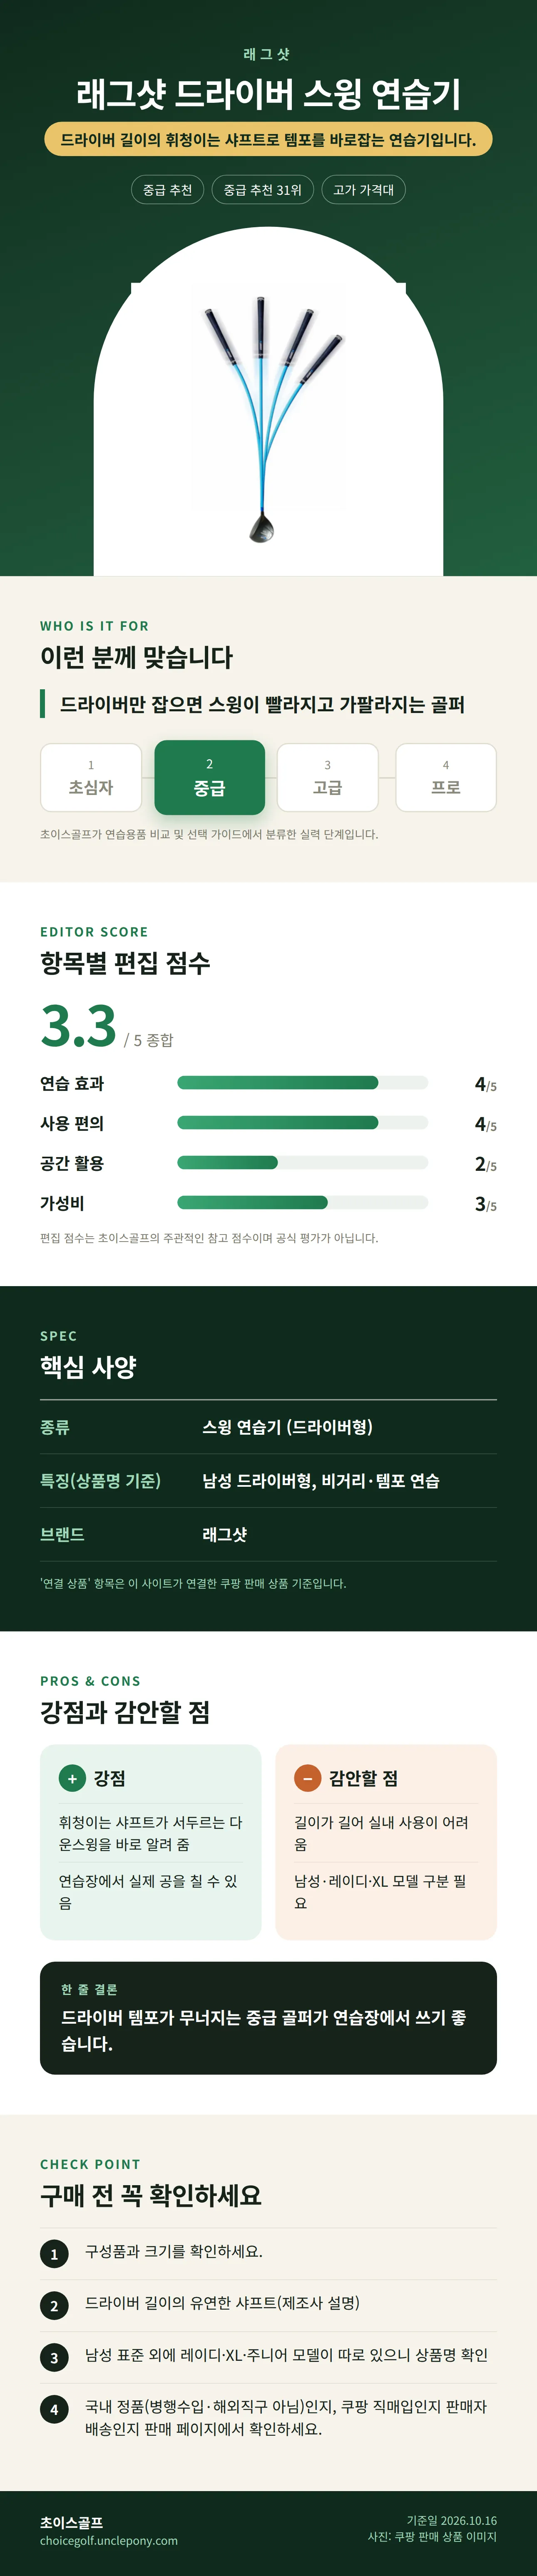 래그샷
래그샷 드라이버 스윙 연습기
드라이버 길이의 휘청이는 샤프트로 템포를 바로잡는 연습기입니다.
중급 추천
중급 추천 31위
고가 가격대
WHO IS IT FOR
이런 분께 맞습니다
드라이버만 잡으면 스윙이 빨라지고 가팔라지는 골퍼
1
초심자
2
중급
3
고급
4
프로
초이스골프가 연습용품 비교 및 선택 가이드에서 분류한 실력 단계입니다.
EDITOR SCORE
항목별 편집 점수
3.3 / 5 종합
연습 효과 4/5
사용 편의 4/5
공간 활용 2/5
가성비 3/5
편집 점수는 초이스골프의 주관적인 참고 점수이며 공식 평가가 아닙니다.
SPEC
핵심 사양
종류 스윙 연습기 (드라이버형)
특징(상품명 기준) 남성 드라이버형, 비거리·템포 연습
브랜드 래그샷
'연결 상품' 항목은 이 사이트가 연결한 쿠팡 판매 상품 기준입니다.
PROS & CONS
강점과 감안할 점
+ 강점
휘청이는 샤프트가 서두르는 다
운스윙을 바로 알려 줌
연습장에서 실제 공을 칠 수 있
음
− 감안할 점
길이가 길어 실내 사용이 어려
움
남성·레이디·XL 모델 구분 필
요
한 줄 결론
드라이버 템포가 무너지는 중급 골퍼가 연습장에서 쓰기 좋
습니다.
CHECK POINT
구매 전 꼭 확인하세요
1 구성품과 크기를 확인하세요.
2 드라이버 길이의 유연한 샤프트(제조사 설명)
3 남성 표준 외에 레이디·XL·주니어 모델이 따로 있으니 상품명 확인
4 국내 정품(병행수입·해외직구 아님)인지, 쿠팡 직매입인지 판매자
배송인지 판매 페이지에서 확인하세요.
초이스골프
choicegolf.unclepony.com
기준일 2026.10.16
사진: 쿠팡 판매 상품 이미지